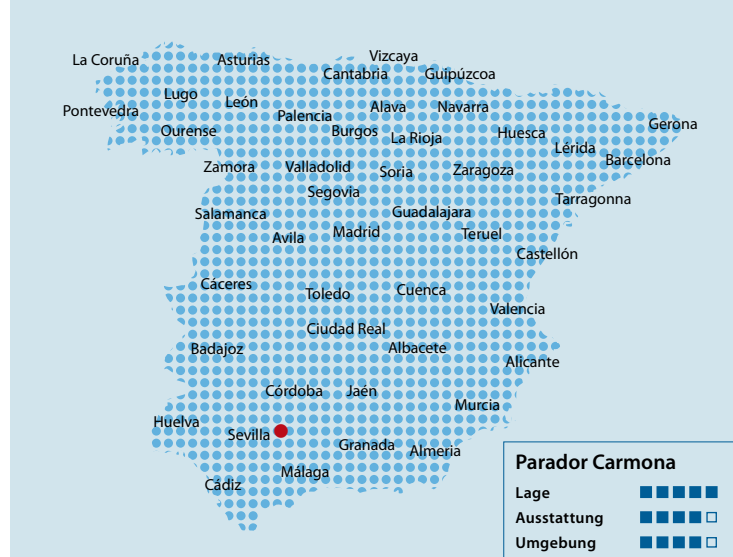 La Coruña
Asturias
Vizcaya
Cantabria
Guipúzcoa
Lugo
León
Pontevedra
Palencia
Alava
Navarra
Ourense
Burgos
La Rioja
Huesca
Gerona
Lérida
Barcelona
Zamora
Valladolid
Soria
Zaragoza
Segovia
Tarragonna
Salamanca
Guadalajara
Avila
Madrid
Teruel
Castellón
Cáceres
Toledo
Cuenca
Valencia
Ciudad Real
Badajoz
Albacete
Alicante
Córdoba
Jaén
Murcia
Huelva
Sevilla
Granada
Almeria
Málaga
Cádiz
Parador Carmona
Lage
Ausstattung
Umgebung